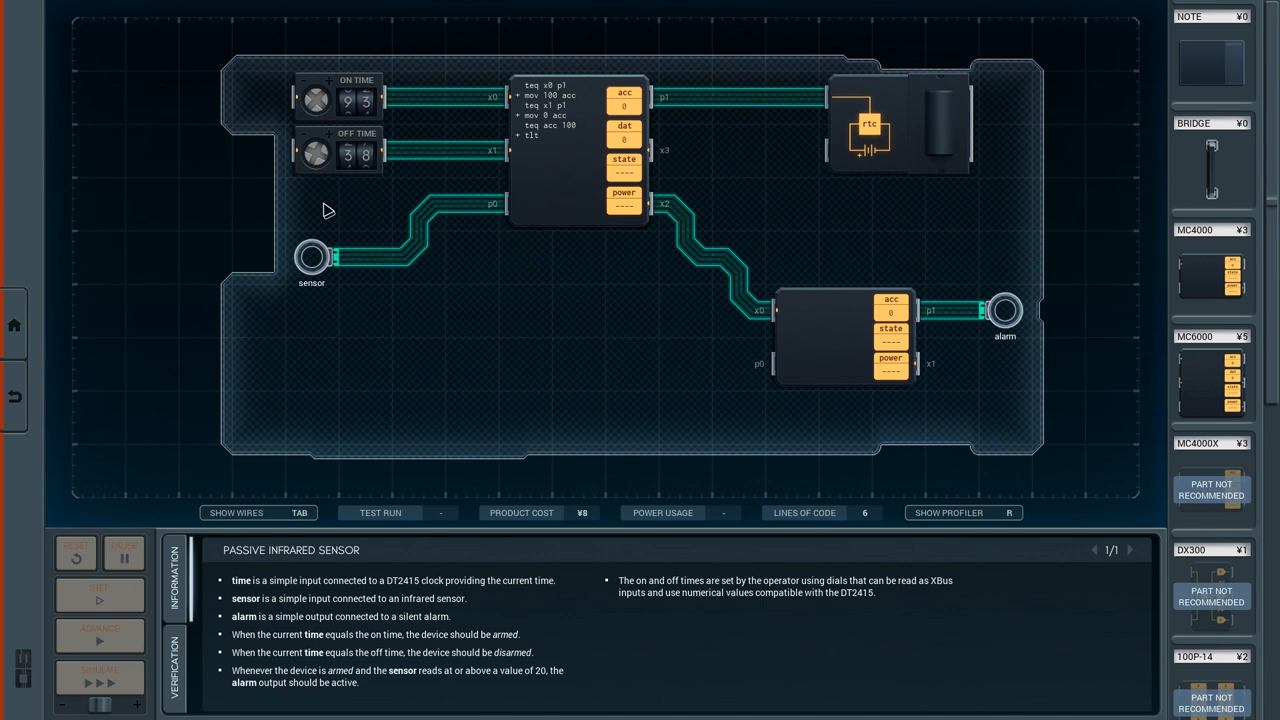 ON TIME
93
OFF TIME
38
sensor
x0
x1
p0
teq x0 p1
+ mov 100 acc
teq x1 p1
+ mov 0 acc
teq acc 100
+ tlt
acc
0
dat
0
state
----
power
----
p1
x3
x2
rtc
x0
p0
acc
0
state
----
power
----
p1
x1
alarm
SHOW WIRES TAB
TEST RUN -
PRODUCT COST ¥8
POWER USAGE -
LINES OF CODE 6
SHOW PROFILER R
RESET
PAUSE
STEP
ADVANCE
SIMULATE
- +
INFORMATION
VERIFICATION
PASSIVE INFRARED SENSOR
1/1
▪ time is a simple input connected to a DT2415 clock providing the current time.
▪ sensor is a simple input connected to an infrared sensor.
▪ alarm is a simple output connected to a silent alarm.
▪ When the current time equals the on time, the device should be armed.
▪ When the current time equals the off time, the device should be disarmed.
▪ Whenever the device is armed and the sensor reads at or above a value of 20, the
alarm output should be active.
▪ The on and off times are set by the operator using dials that can be read as XBus
inputs and use numerical values compatible with the DT2415.
NOTE ¥0
BRIDGE ¥0
MC4000 ¥3
MC6000 ¥5
MC4000X ¥3
PART NOT
RECOMMENDED
DX300 ¥1
PART NOT
RECOMMENDED
100P-14 ¥2
PART NOT
RECOMMENDED